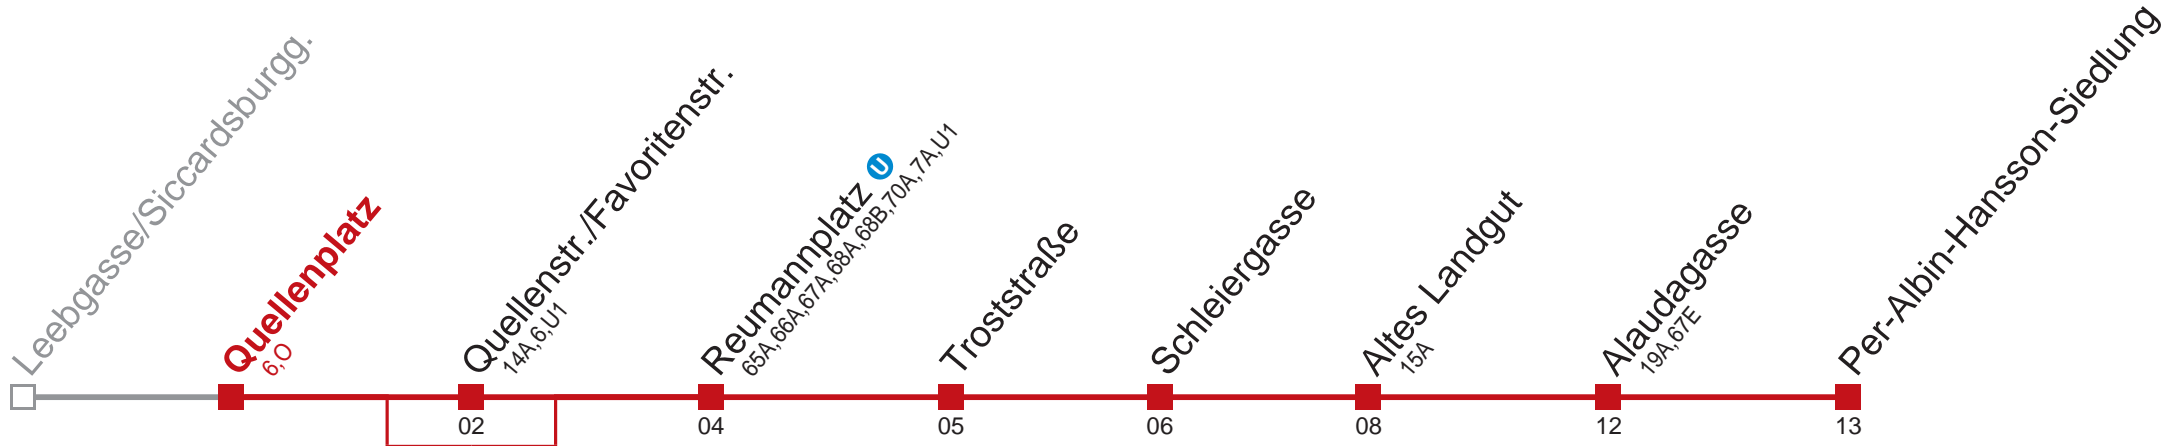 Leebgasse/Siccardsburgg.
Quellenplatz
6,O
Quellenstr./Favoritenstr.
14A,6,U1
Reumannplatz U
65A,66A,67A,68A,68B,70A,7A,U1
Troststraße
Schleiergasse
Altes Landgut
15A
Alaudagasse
19A,67E
Per-Albin-Hansson-Siedlung
02
04
05
06
08
12
13